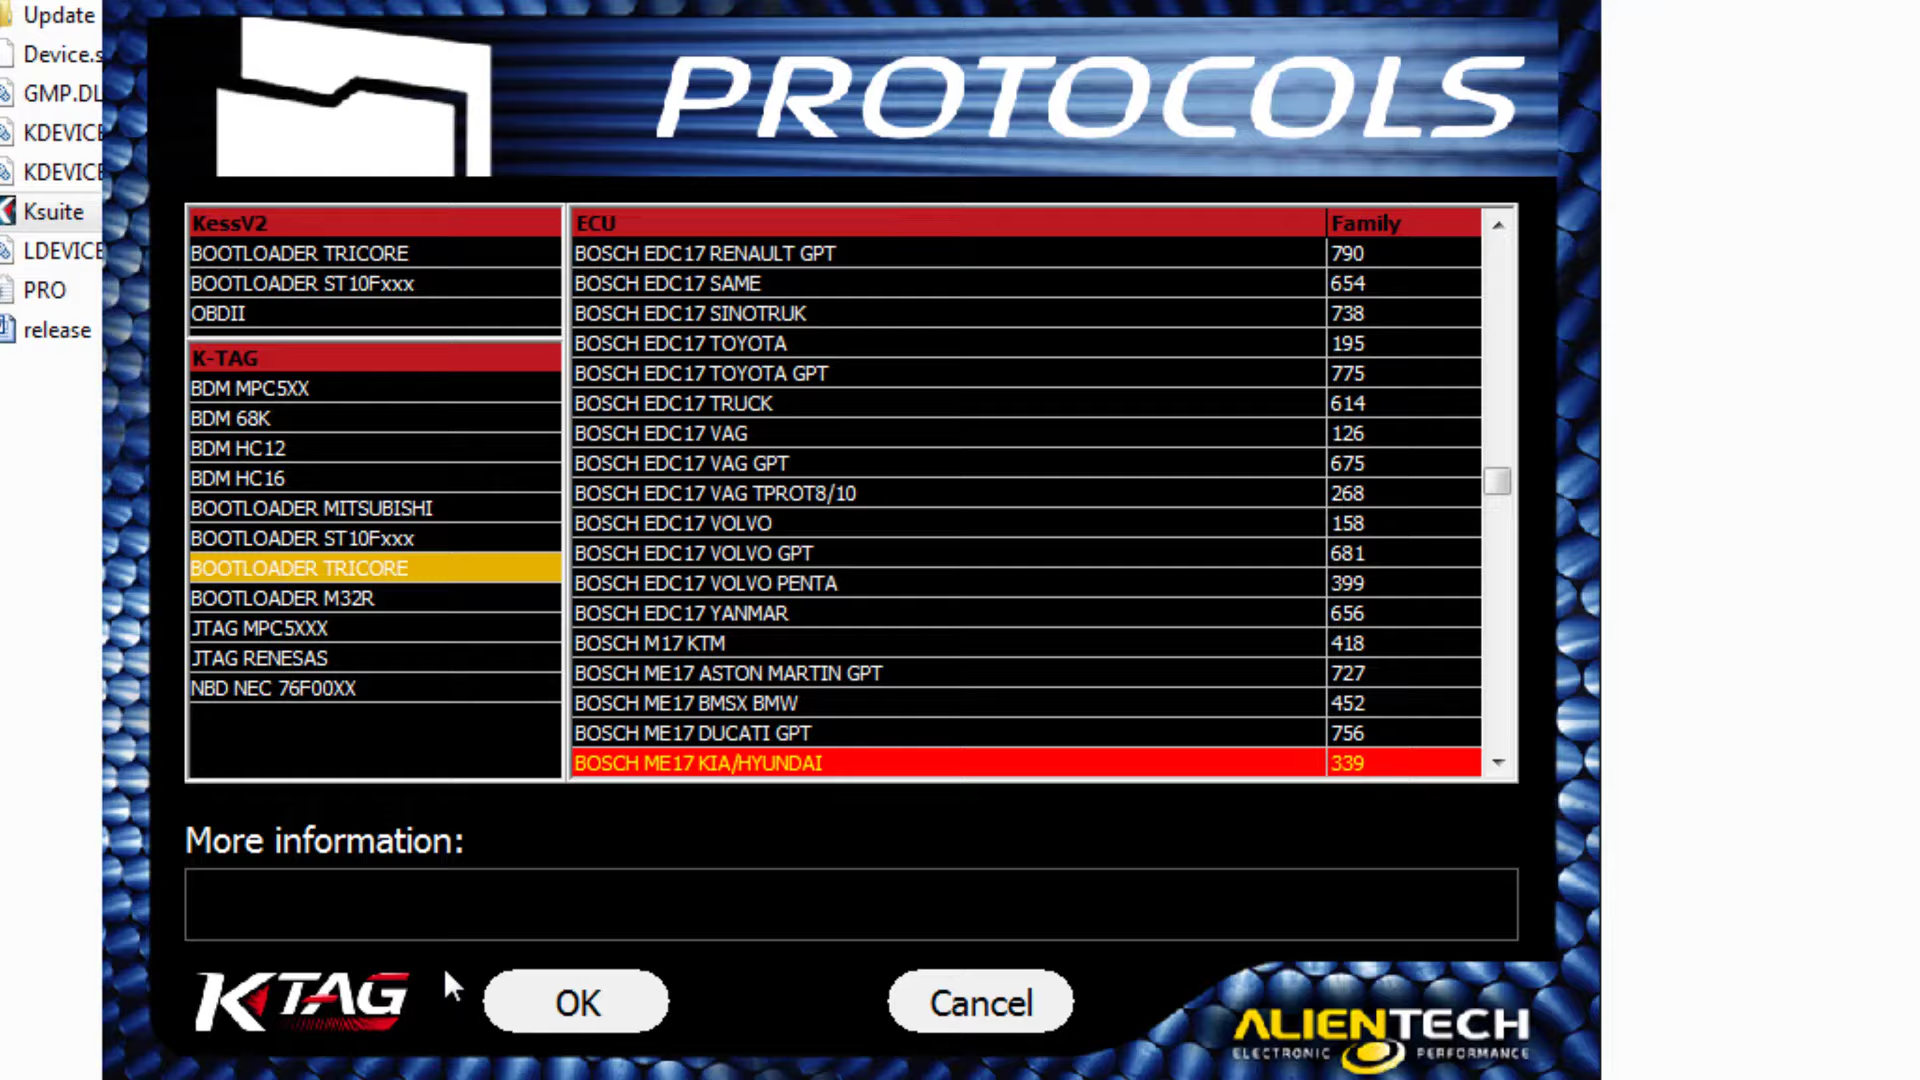 Update
Device.s
GMP.DL
KDEVICE
KDEVICE
Ksuite
LDEVICE
PRO
release
PROTOCOLS
KessV2
BOOTLOADER TRICORE
BOOTLOADER ST10Fxxx
OBDII
K-TAG
BDM MPC5XX
BDM 68K
BDM HC12
BDM HC16
BOOTLOADER MITSUBISHI
BOOTLOADER ST10Fxxx
BOOTLOADER TRICORE
BOOTLOADER M32R
JTAG MPC5XXX
JTAG RENESAS
NBD NEC 76F00XX
ECU Family
BOSCH EDC17 RENAULT GPT 790
BOSCH EDC17 SAME 654
BOSCH EDC17 SINOTRUK 738
BOSCH EDC17 TOYOTA 195
BOSCH EDC17 TOYOTA GPT 775
BOSCH EDC17 TRUCK 614
BOSCH EDC17 VAG 126
BOSCH EDC17 VAG GPT 675
BOSCH EDC17 VAG TPROT8/10 268
BOSCH EDC17 VOLVO 158
BOSCH EDC17 VOLVO GPT 681
BOSCH EDC17 VOLVO PENTA 399
BOSCH EDC17 YANMAR 656
BOSCH M17 KTM 418
BOSCH ME17 ASTON MARTIN GPT 727
BOSCH ME17 BMSX BMW 452
BOSCH ME17 DUCATI GPT 756
BOSCH ME17 KIA/HYUNDAI 339
More information:
KTAG
OK
Cancel
ALIENTECH
ELECTRONIC PERFORMANCE